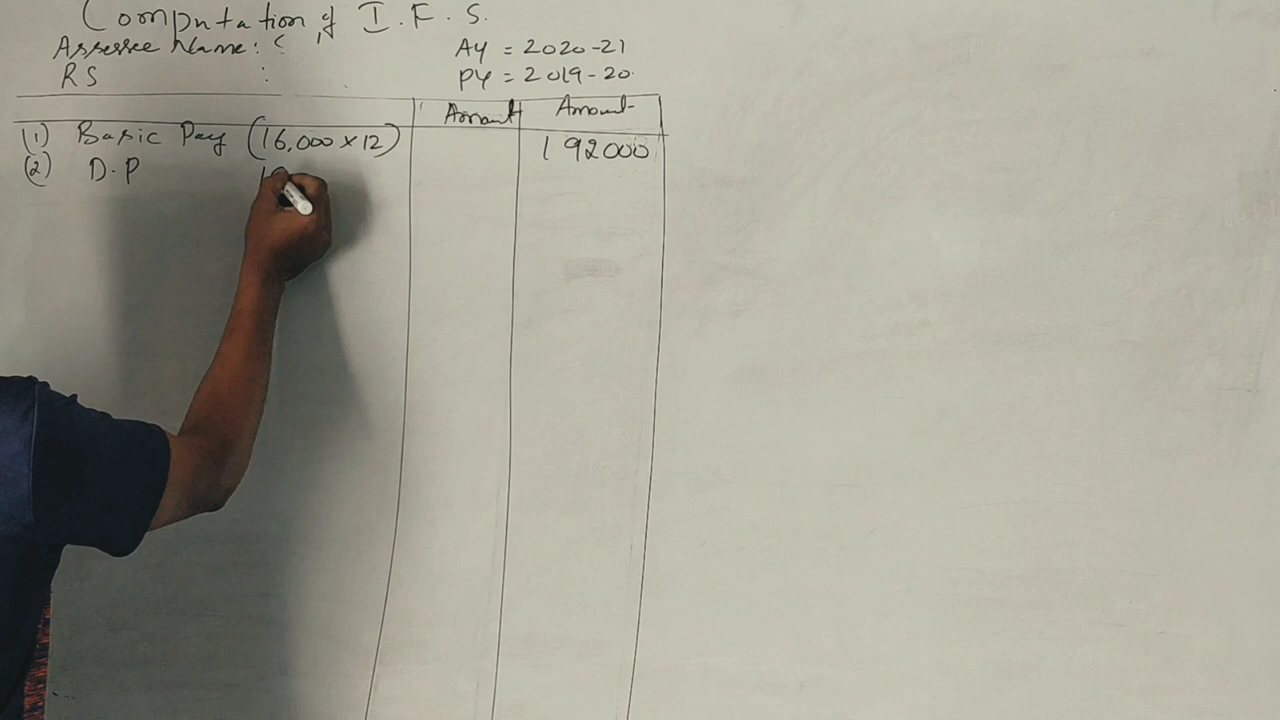 Computation of I.F.S.
Assessee Name:
AY = 2020-21
RS :
PY = 2019-20
Amount Amount
(1) Basic Pay (16,000 × 12) 192000
(2) D.P